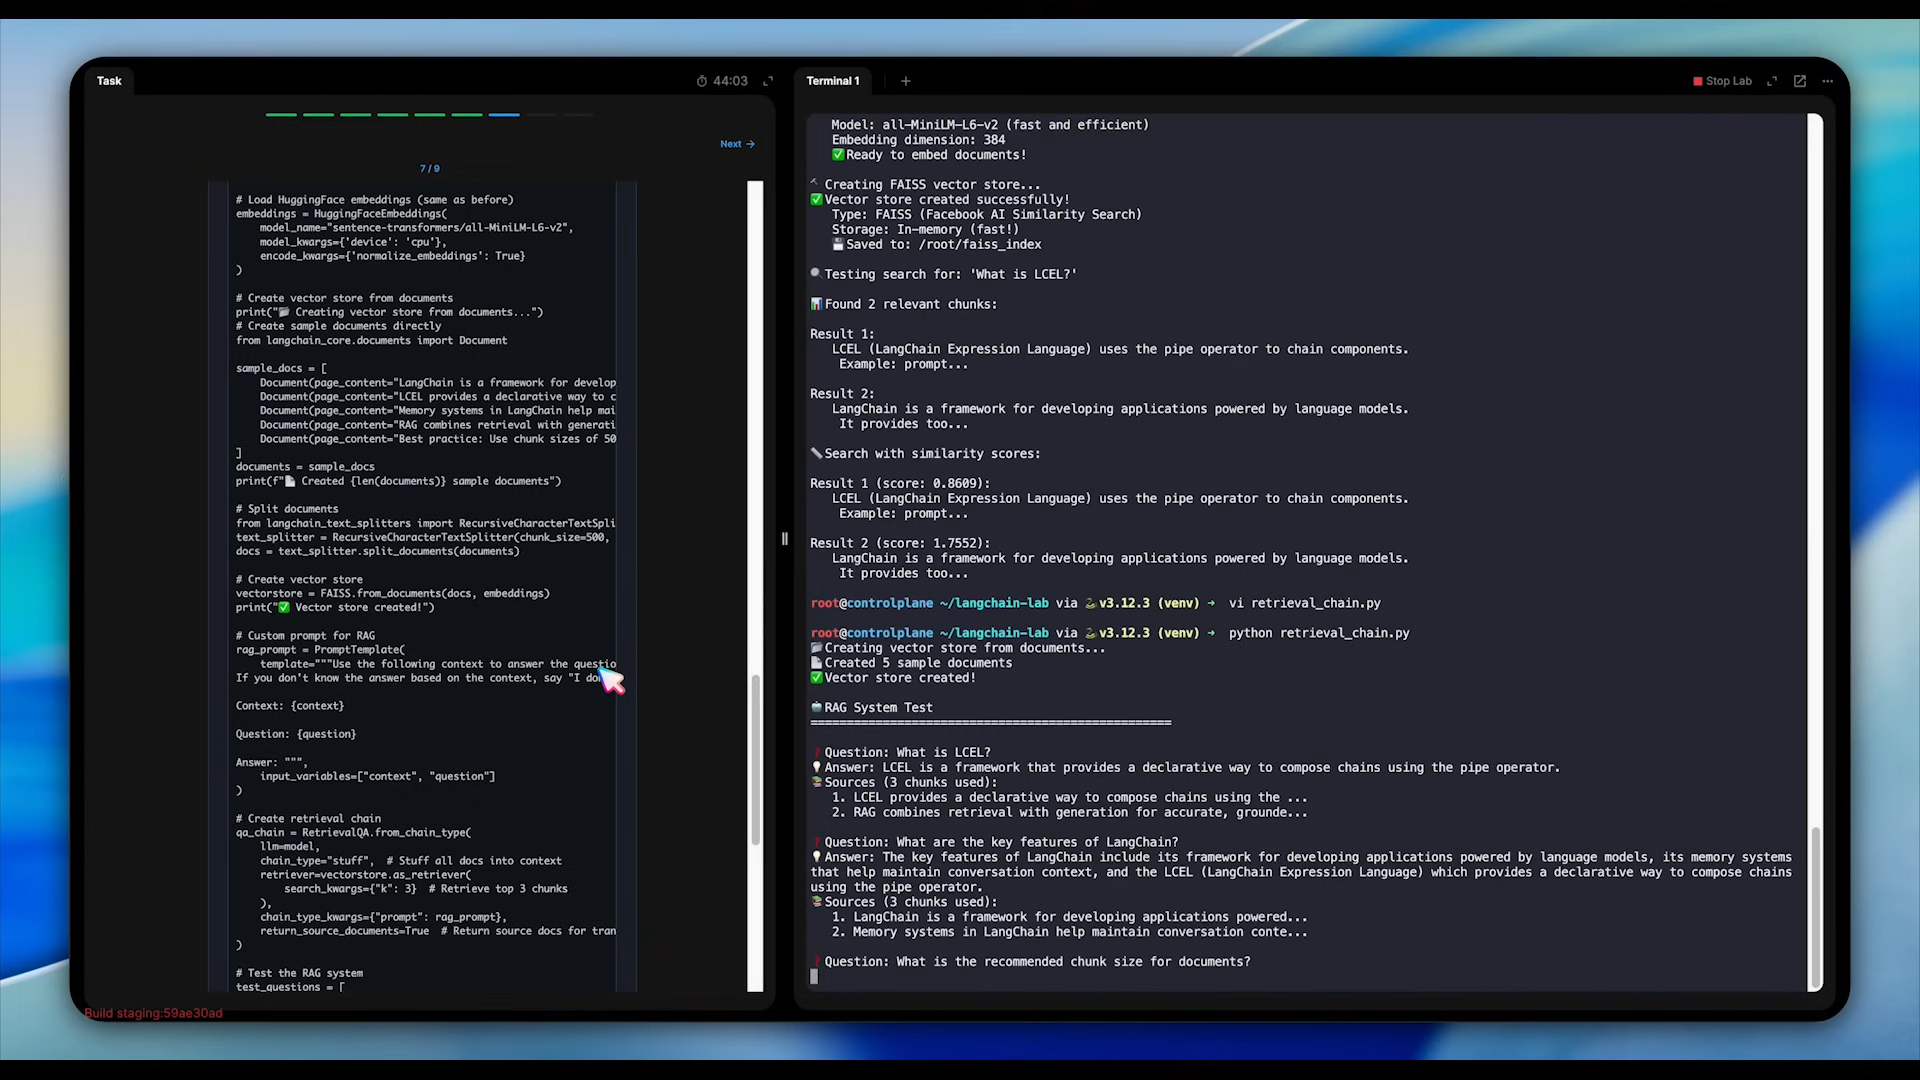 Task
44:03
Next →
7 / 9
# Load HuggingFace embeddings (same as before)
embeddings = HuggingFaceEmbeddings(
model_name="sentence-transformers/all-MiniLM-L6-v2",
model_kwargs={'device': 'cpu'},
encode_kwargs={'normalize_embeddings': True}
)
# Create vector store from documents
print("📂 Creating vector store from documents...")
# Create sample documents directly
from langchain_core.documents import Document
sample_docs = [
Document(page_content="LangChain is a framework for develop
Document(page_content="LCEL provides a declarative way to c
Document(page_content="Memory systems in LangChain help mai
Document(page_content="RAG combines retrieval with generati
Document(page_content="Best practice: Use chunk sizes of 50
]
documents = sample_docs
print(f"📄 Created {len(documents)} sample documents")
# Split documents
from langchain_text_splitters import RecursiveCharacterTextSpli
text_splitter = RecursiveCharacterTextSplitter(chunk_size=500,
docs = text_splitter.split_documents(documents)
# Create vector store
vectorstore = FAISS.from_documents(docs, embeddings)
print("✅ Vector store created!")
# Custom prompt for RAG
rag_prompt = PromptTemplate(
template="""Use the following context to answer the questio
If you don't know the answer based on the context, say "I do
Context: {context}
Question: {question}
Answer: """,
input_variables=["context", "question"]
)
# Create retrieval chain
qa_chain = RetrievalQA.from_chain_type(
llm=model,
chain_type="stuff",  # Stuff all docs into context
retriever=vectorstore.as_retriever(
search_kwargs={"k": 3}  # Retrieve top 3 chunks
),
chain_type_kwargs={"prompt": rag_prompt},
return_source_documents=True  # Return source docs for tran
)
# Test the RAG system
test_questions = [
Build staging:59ae30ad
Terminal 1
+
Stop Lab
Model: all-MiniLM-L6-v2 (fast and efficient)
Embedding dimension: 384
✅Ready to embed documents!
Creating FAISS vector store...
✅Vector store created successfully!
Type: FAISS (Facebook AI Similarity Search)
Storage: In-memory (fast!)
💾Saved to: /root/faiss_index
🔍Testing search for: 'What is LCEL?'
📊Found 2 relevant chunks:
Result 1:
LCEL (LangChain Expression Language) uses the pipe operator to chain components.
Example: prompt...
Result 2:
LangChain is a framework for developing applications powered by language models.
It provides too...
📏Search with similarity scores:
Result 1 (score: 0.8609):
LCEL (LangChain Expression Language) uses the pipe operator to chain components.
Example: prompt...
Result 2 (score: 1.7552):
LangChain is a framework for developing applications powered by language models.
It provides too...
root@controlplane ~/langchain-lab via 🐍v3.12.3 (venv) ➜ vi retrieval_chain.py
root@controlplane ~/langchain-lab via 🐍v3.12.3 (venv) ➜ python retrieval_chain.py
📂Creating vector store from documents...
📄Created 5 sample documents
✅Vector store created!
🤖RAG System Test
==================================================
❓Question: What is LCEL?
💡Answer: LCEL is a framework that provides a declarative way to compose chains using the pipe operator.
📚Sources (3 chunks used):
1. LCEL provides a declarative way to compose chains using the ...
2. RAG combines retrieval with generation for accurate, grounde...
❓Question: What are the key features of LangChain?
💡Answer: The key features of LangChain include its framework for developing applications powered by language models, its memory systems
that help maintain conversation context, and the LCEL (LangChain Expression Language) which provides a declarative way to compose chains
using the pipe operator.
📚Sources (3 chunks used):
1. LangChain is a framework for developing applications powered...
2. Memory systems in LangChain help maintain conversation conte...
❓Question: What is the recommended chunk size for documents?